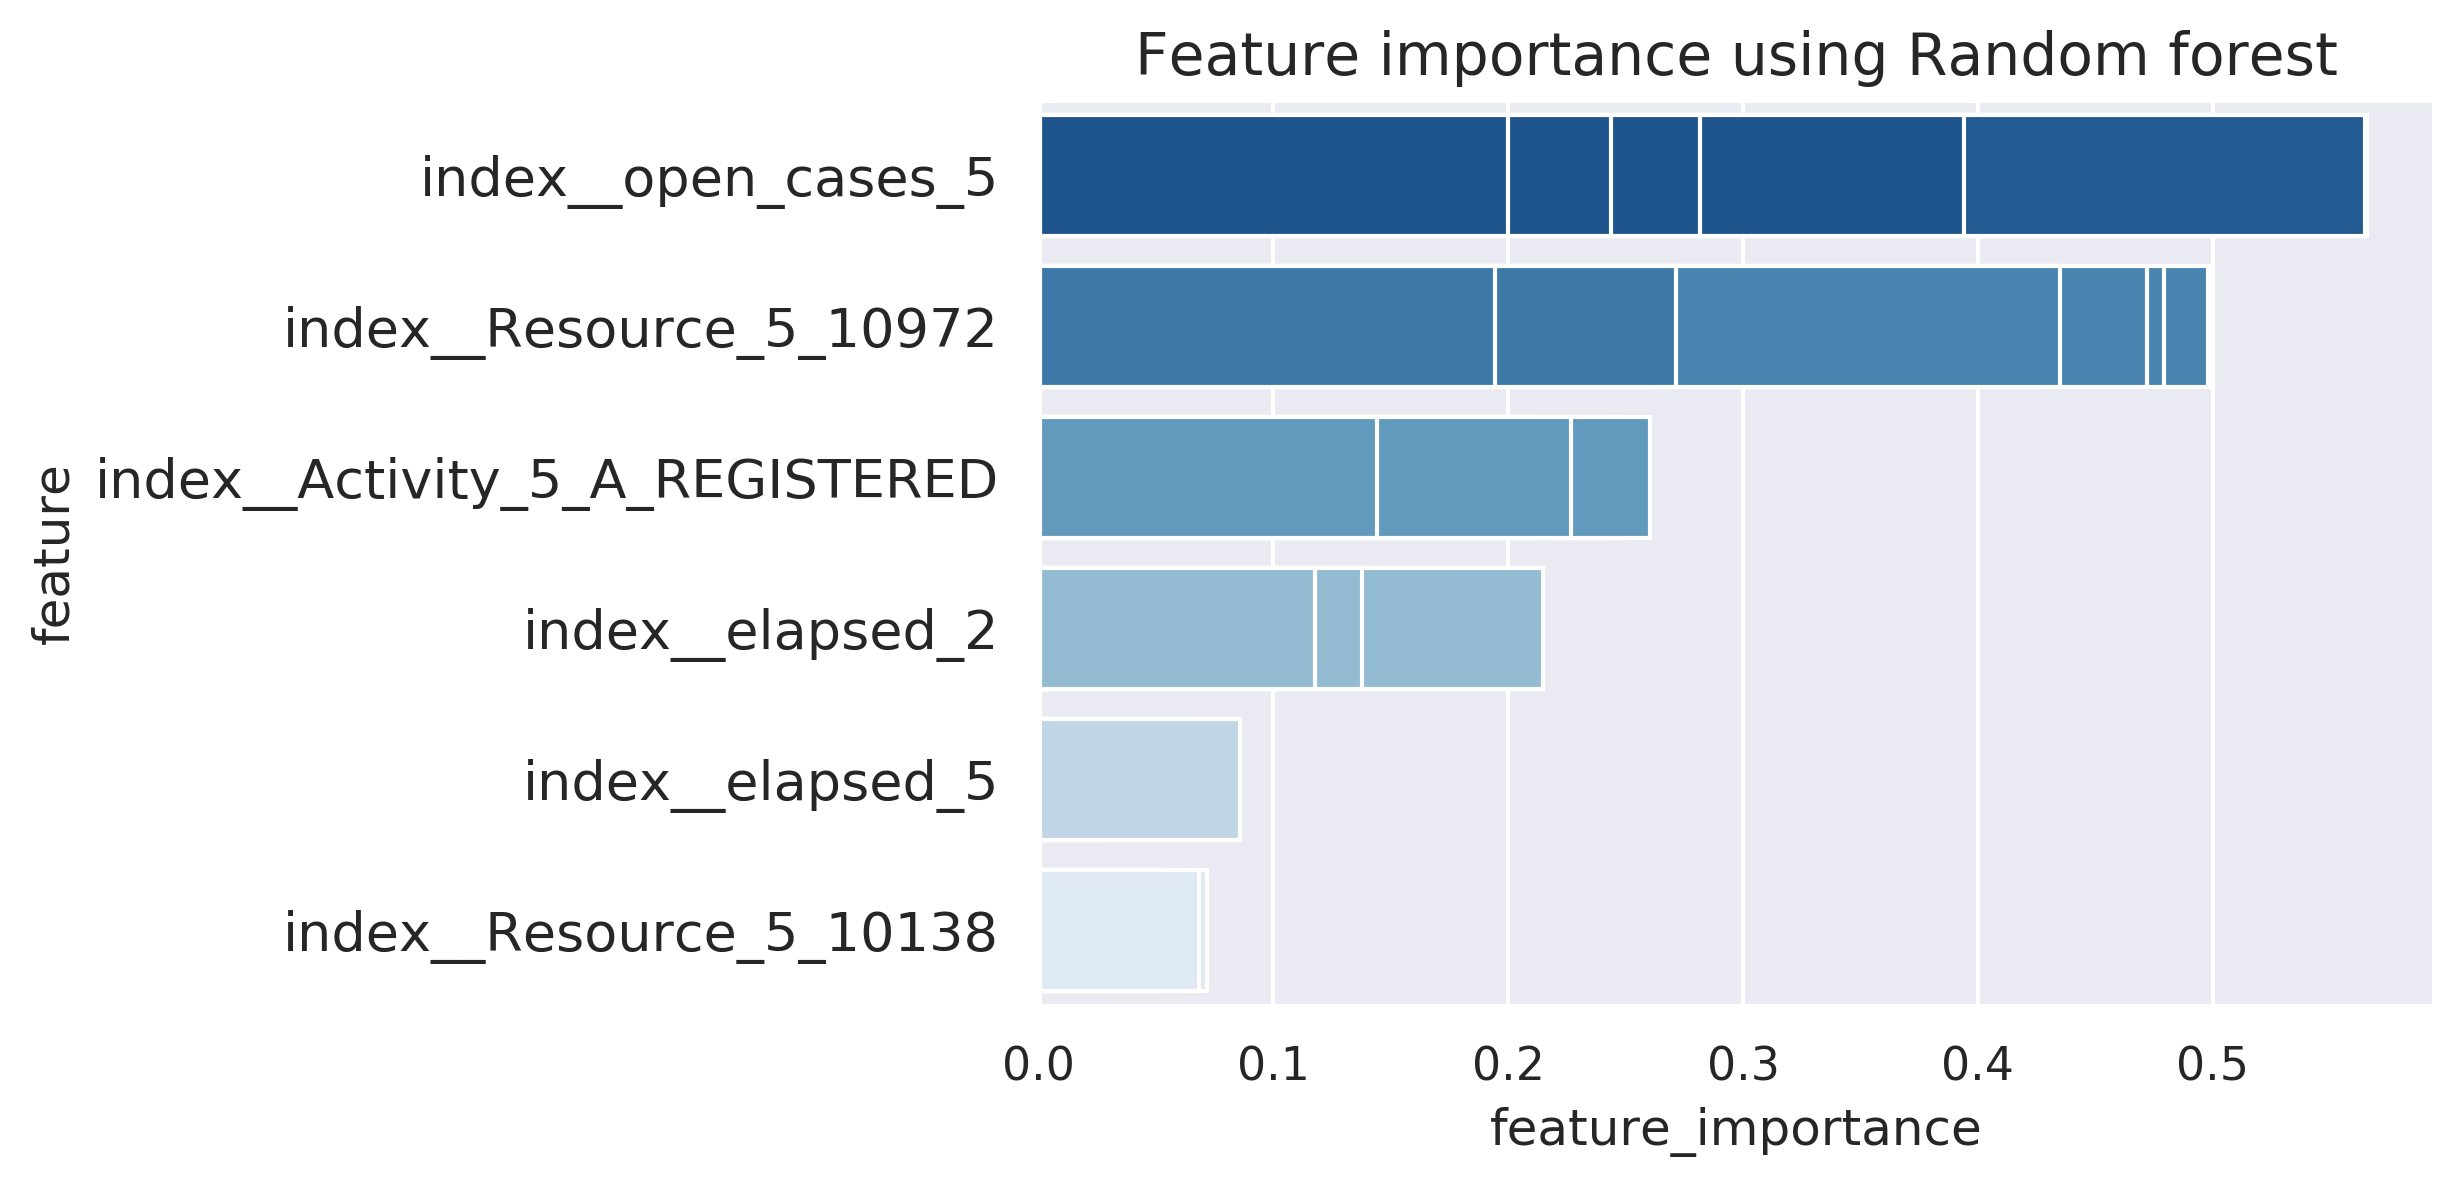 Feature importance using Random forest
feature
index__open_cases_5
index__Resource_5_10972
index__Activity_5_A_REGISTERED
index__elapsed_2
index__elapsed_5
index__Resource_5_10138
0.0 0.1 0.2 0.3 0.4 0.5
feature_importance